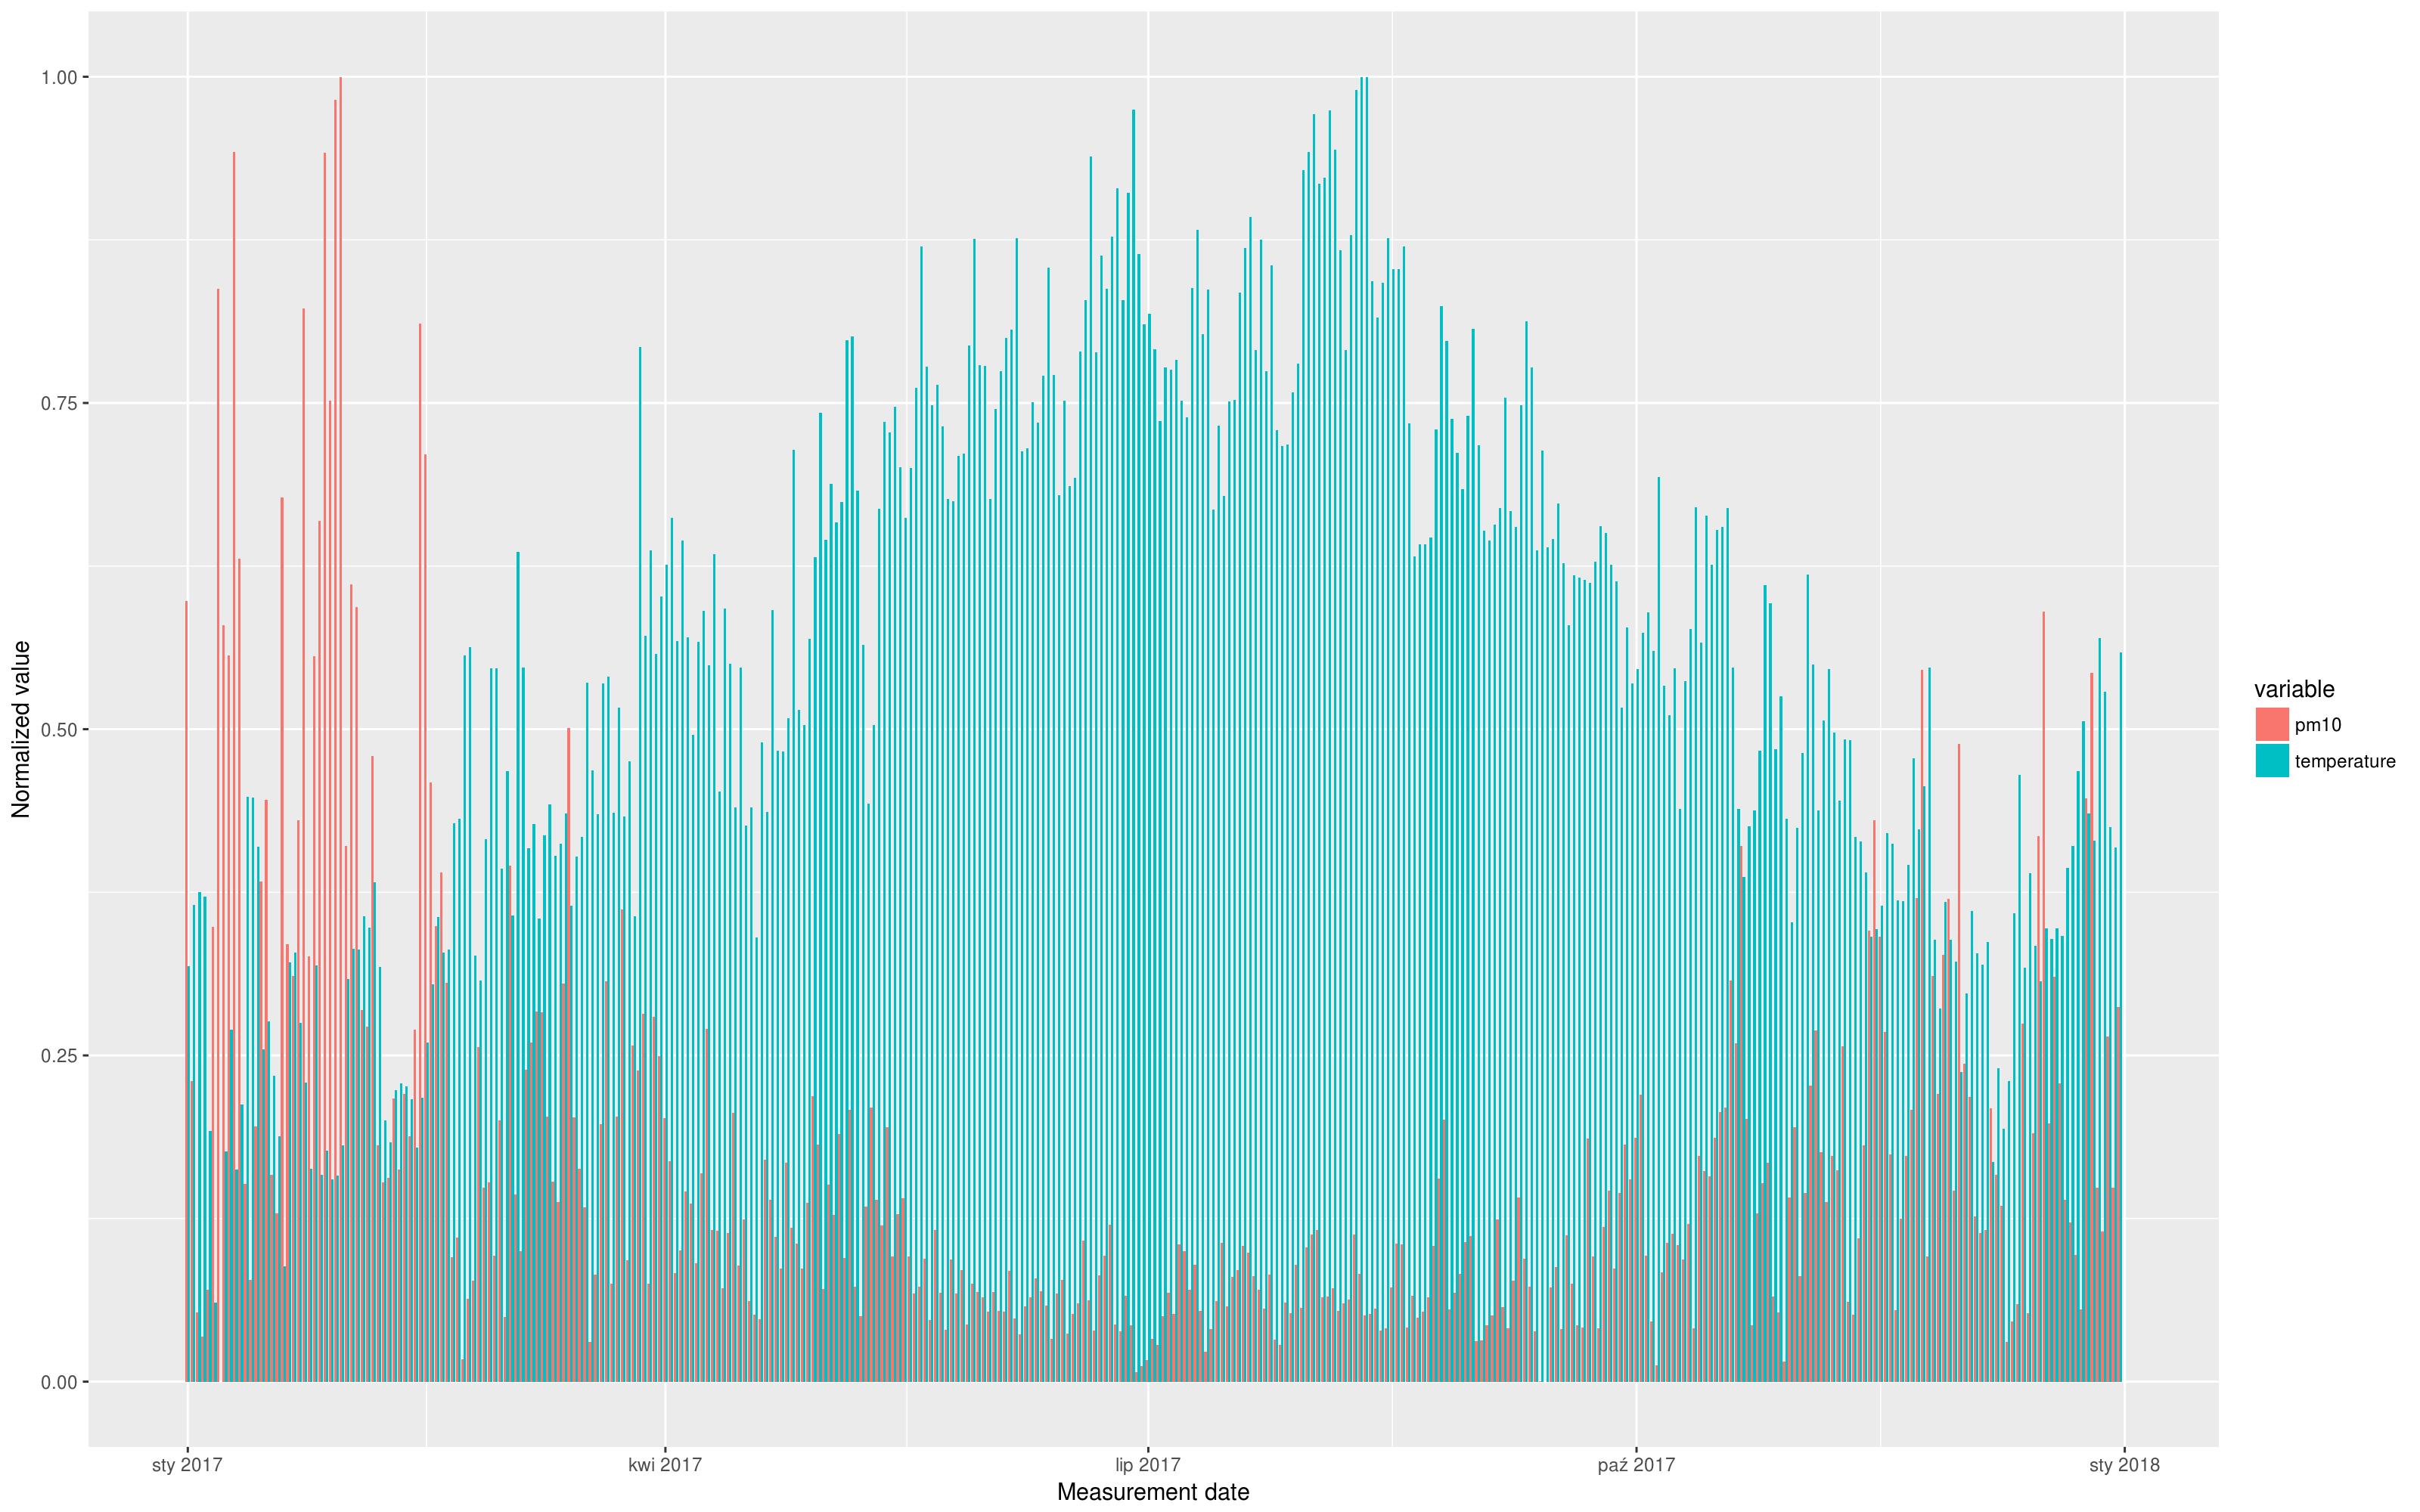 1.00
0.75
0.50
0.25
0.00
Normalized value
sty 2017
kwi 2017
lip 2017
paź 2017
sty 2018
Measurement date
variable
pm10
temperature